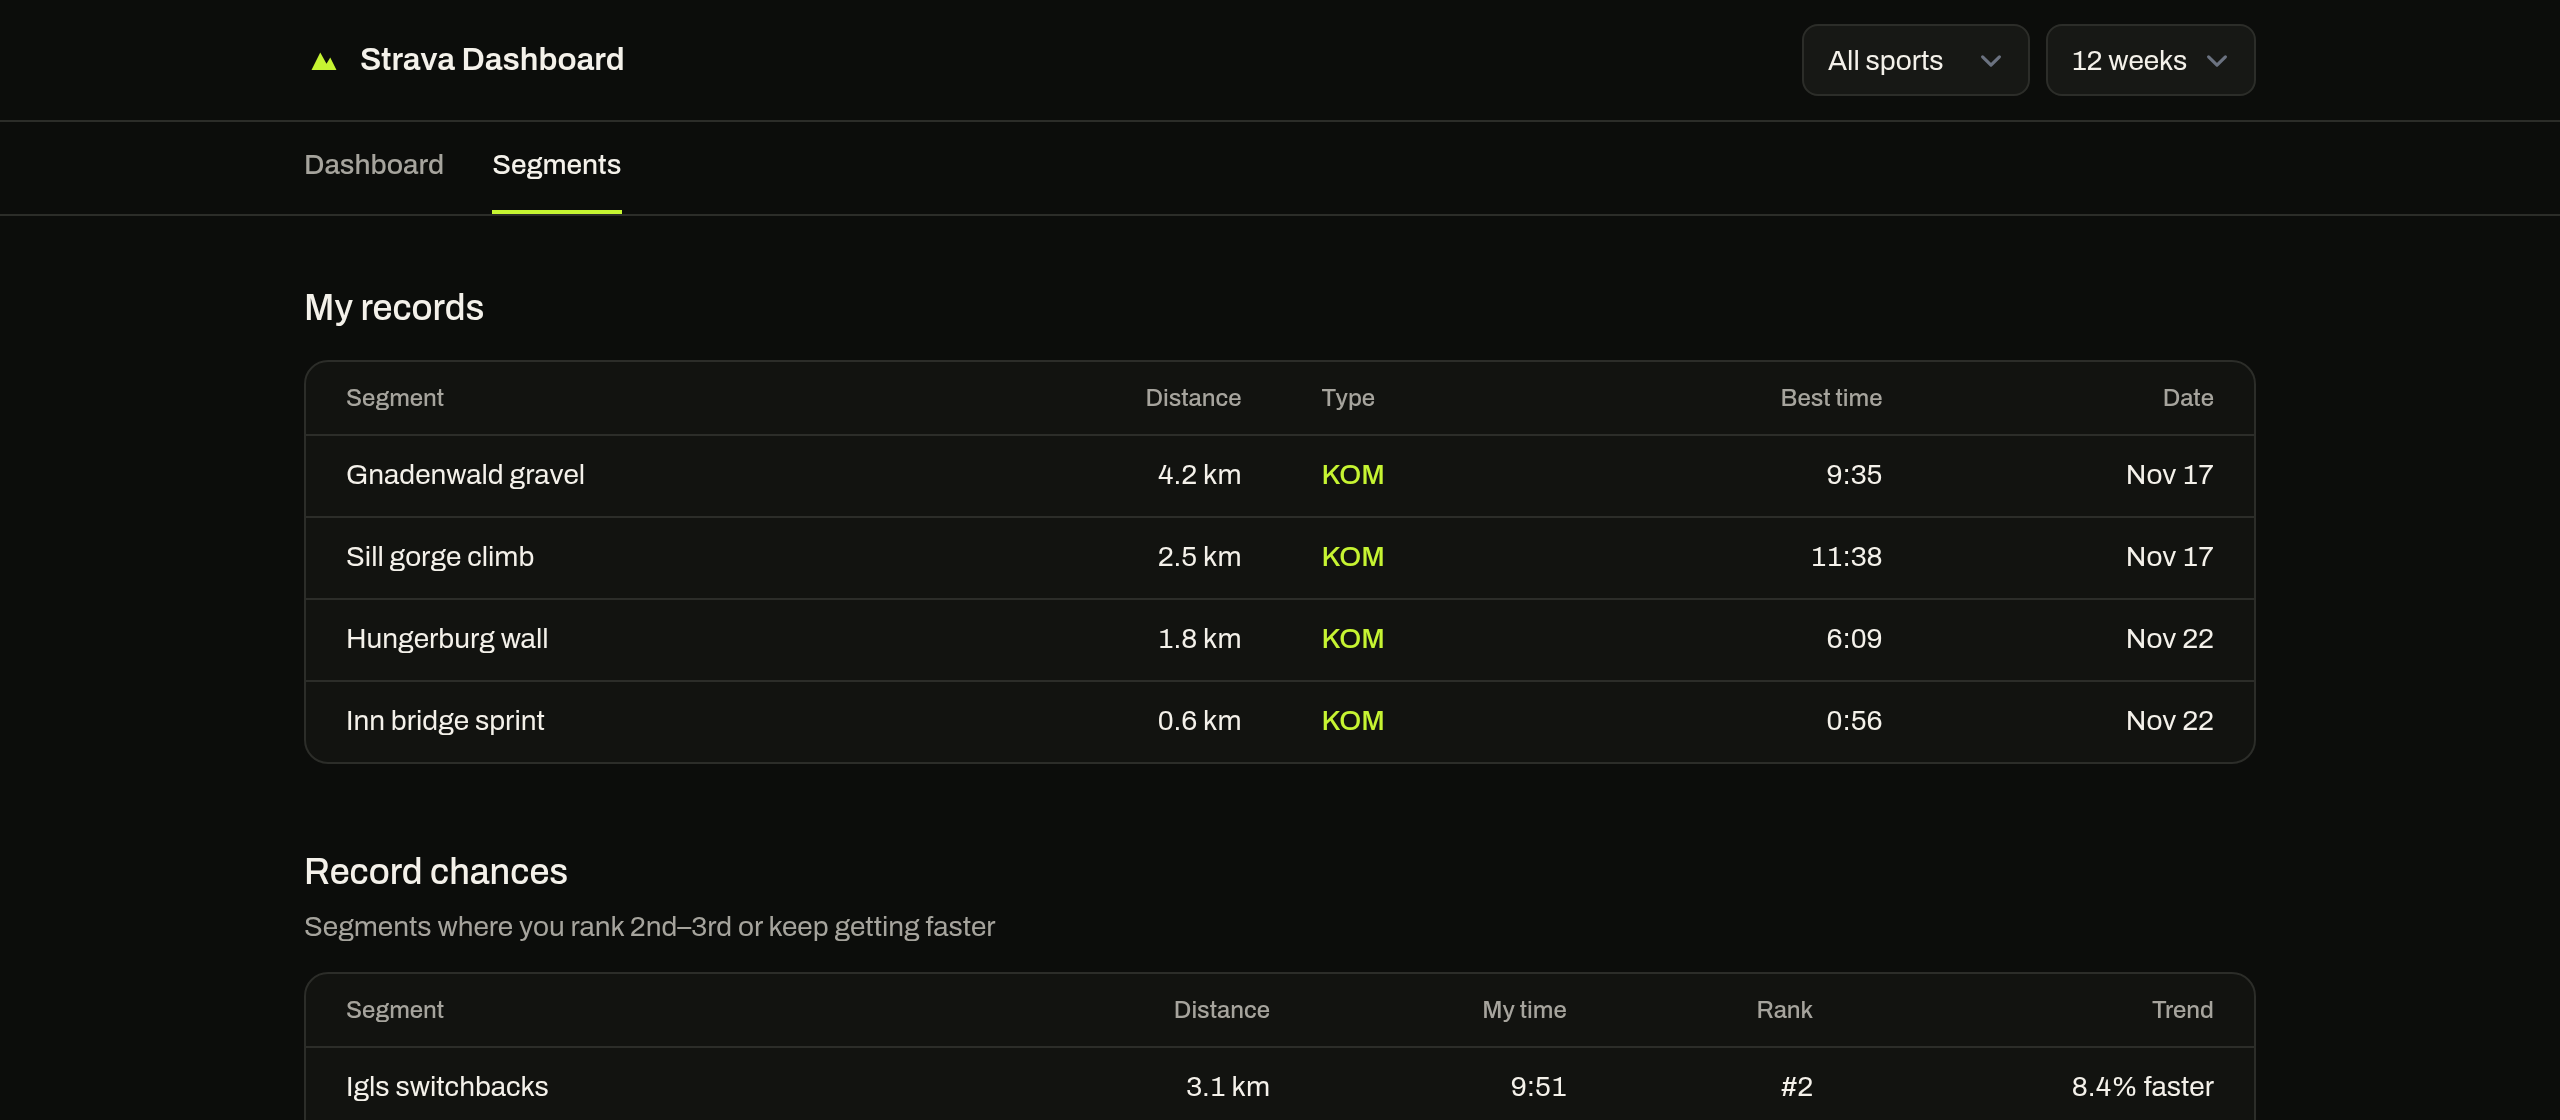 Strava Dashboard
All sports
12 weeks
Dashboard
Segments
My records
Segment Distance Type Best time Date
Gnadenwald gravel 4.2 km KOM 9:35 Nov 17
Sill gorge climb 2.5 km KOM 11:38 Nov 17
Hungerburg wall 1.8 km KOM 6:09 Nov 22
Inn bridge sprint 0.6 km KOM 0:56 Nov 22
Record chances
Segments where you rank 2nd–3rd or keep getting faster
Segment Distance My time Rank Trend
Igls switchbacks 3.1 km 9:51 #2 8.4% faster